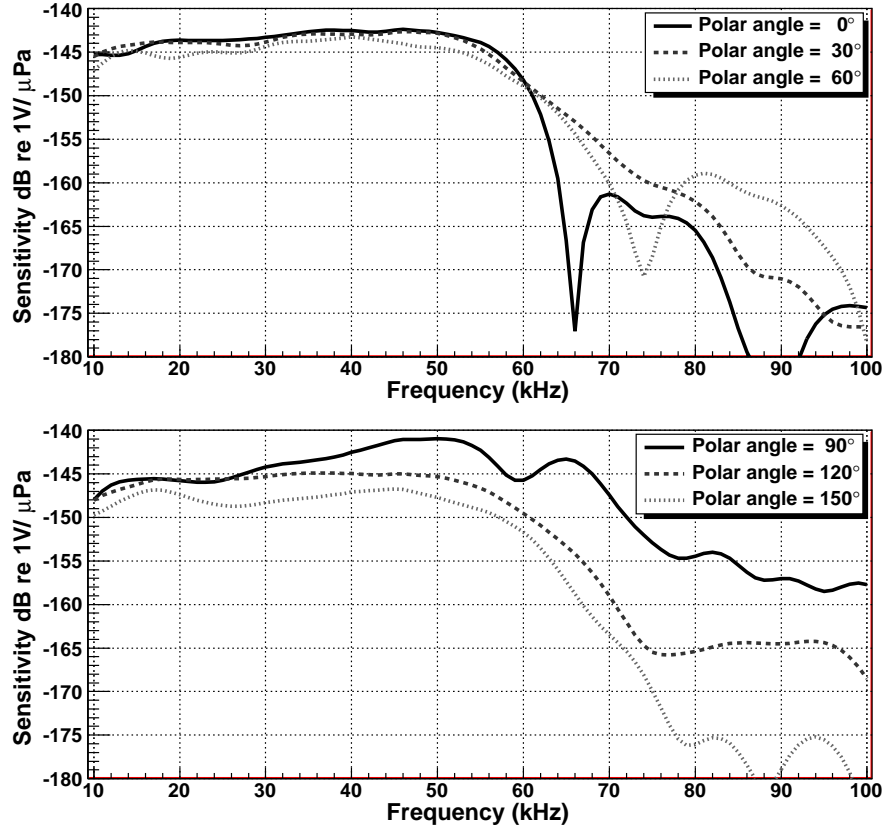 Sensitivity dB re 1V/ μPa
-140
-145
-150
-155
-160
-165
-170
-175
-180
10 20 30 40 50 60 70 80 90 100
Frequency (kHz)
Polar angle = 0°
Polar angle = 30°
Polar angle = 60°
Sensitivity dB re 1V/ μPa
-140
-145
-150
-155
-160
-165
-170
-175
-180
10 20 30 40 50 60 70 80 90 100
Frequency (kHz)
Polar angle = 90°
Polar angle = 120°
Polar angle = 150°